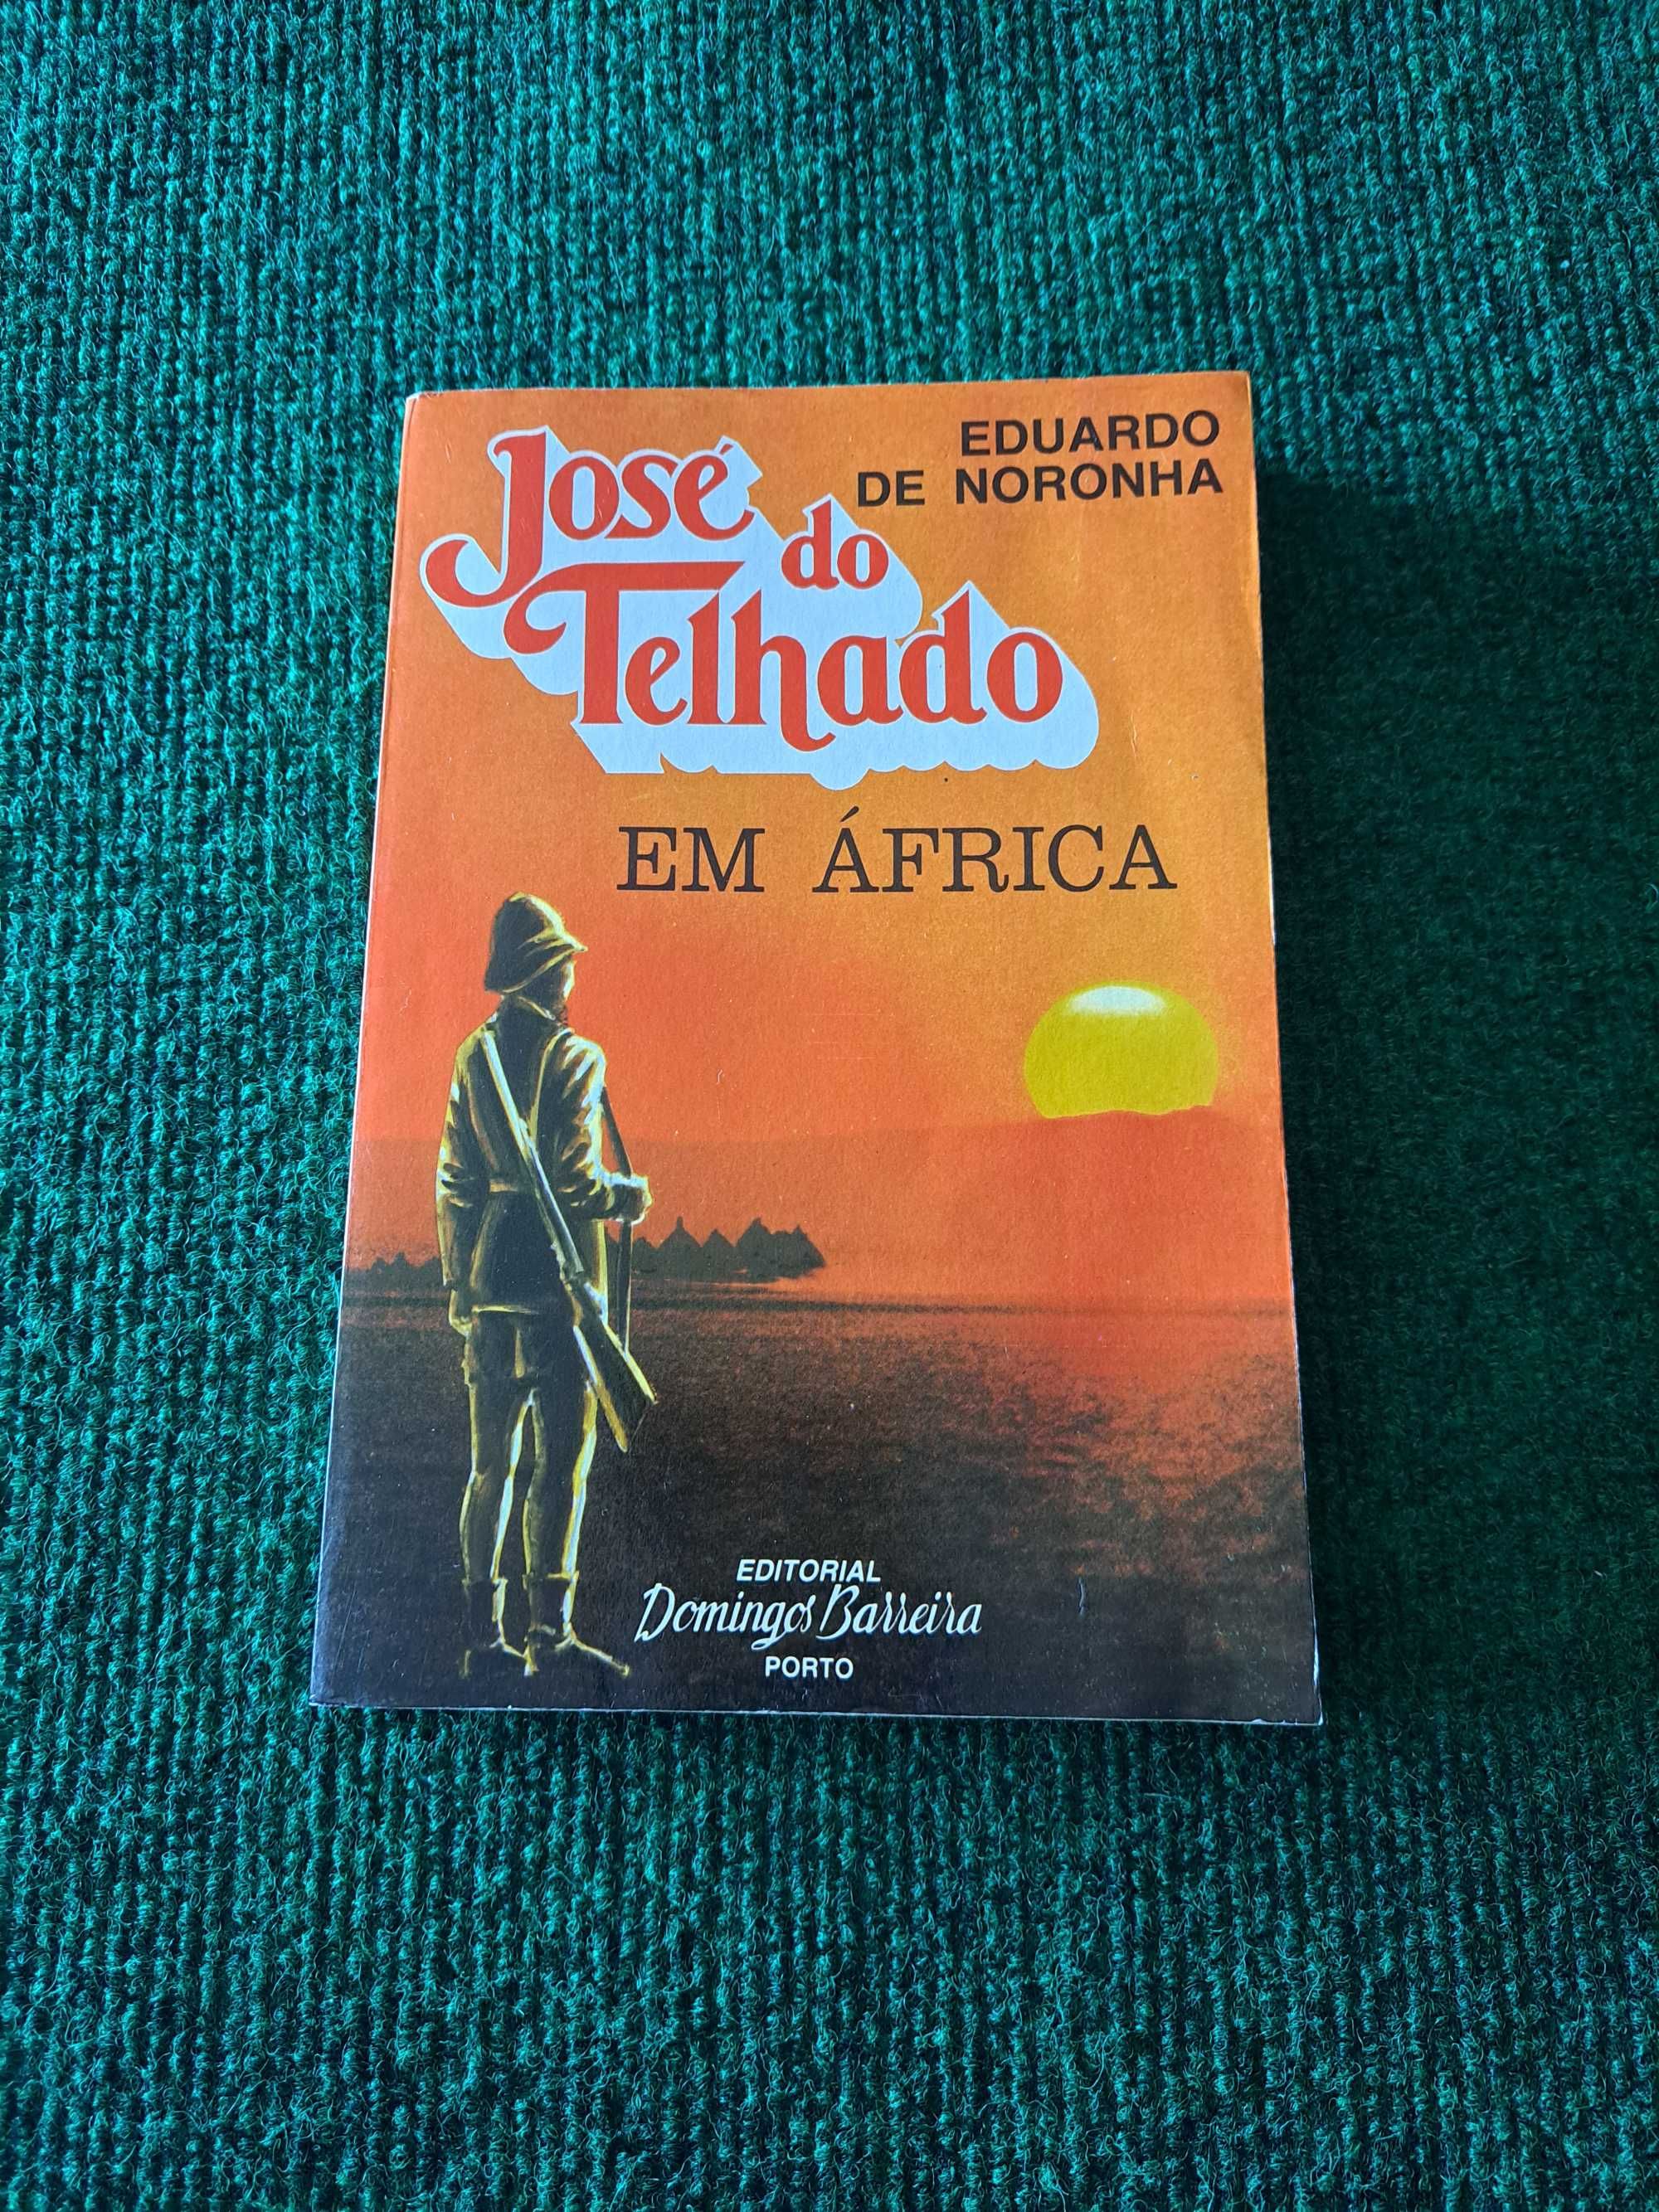 EDUARDO
DE NORONHA
José
do
Telhado
EM ÁFRICA
EDITORIAL
Domingos Barreira
PORTO